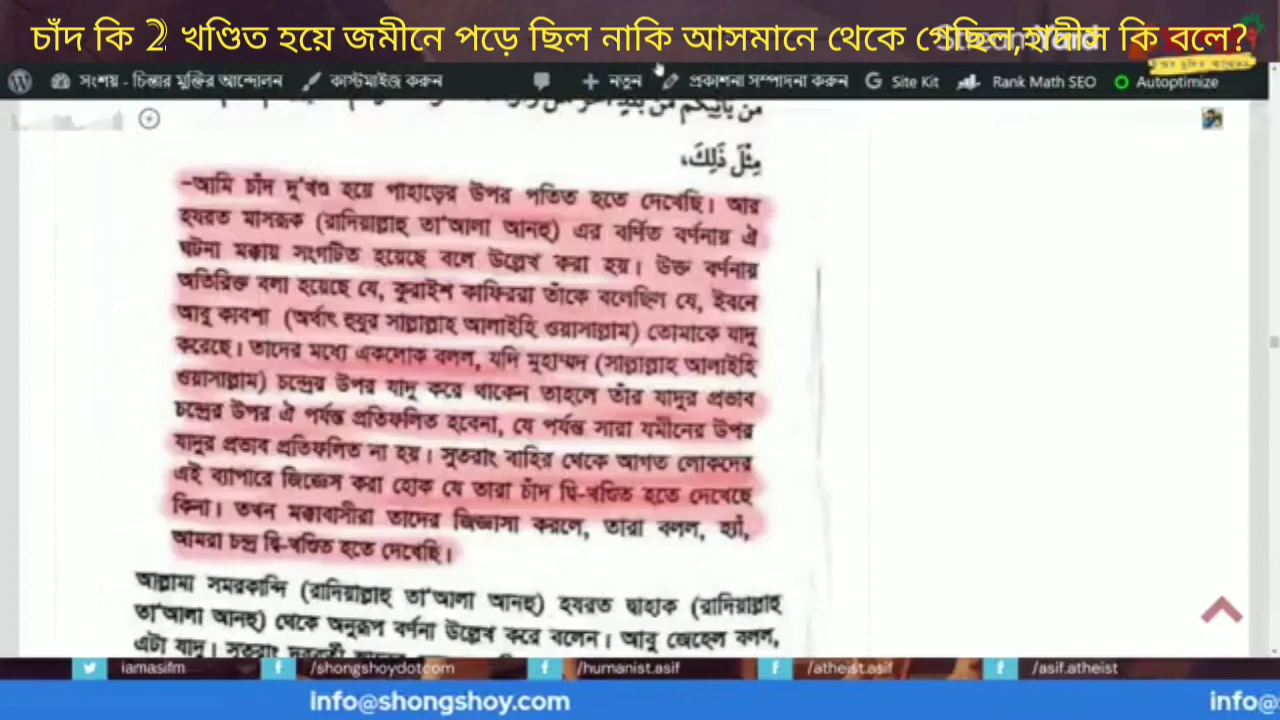 চাঁদ কি 2 খণ্ডিত হয়ে জমীনে পড়ে ছিল নাকি আসমানে থেকে গেছিল,হাদীস কি বলে?
সংশয় - চিন্তার মুক্তির আন্দোলন কাস্টমাইজ করুন নতুন প্রকাশনা সম্পাদনা করুন Site Kit Rank Math SEO Autoptimize
مِثْلَ ذَلِكَ،
-আমি চাঁদ দু'খণ্ড হয়ে পাহাড়ের উপর পতিত হতে দেখেছি। আর
হযরত মাসরূক (রাদিয়াল্লাহু তা'আলা আনহু) এর বর্ণিত বর্ণনায় ঐ
ঘটনা মক্কায় সংগটিত হয়েছে বলে উল্লেখ করা হয়। উক্ত বর্ণনায়
অতিরিক্ত বলা হয়েছে যে, কুরাইশ কাফিররা তাঁকে বলেছিল যে, ইবনে
আবু কাবশা (অর্থাৎ হুযুর সাল্লাল্লাহ আলাইহি ওয়াসাল্লাম) তোমাকে যাদু
করেছে। তাদের মধ্যে একলোক বলল, যদি মুহাম্মদ (সাল্লাল্লাহ আলাইহি
ওয়াসাল্লাম) চন্দ্রের উপর যাদু করে থাকেন তাহলে তাঁর যাদুর প্রভাব
চন্দ্রের উপর ঐ পর্যন্ত প্রতিফলিত হবেনা, যে পর্যন্ত সারা যমীনের উপর
যাদুর প্রভাব প্রতিফলিত না হয়। সুতরাং বাহির থেকে আগত লোকদের
এই ব্যাপারে জিজ্ঞেস করা হোক যে তারা চাঁদ দ্বি-খণ্ডিত হতে দেখেছে
কিনা। তখন মক্কাবাসীরা তাদের জিজ্ঞাসা করলে, তারা বলল, হ্যাঁ,
আমরা চন্দ্র দ্বি-খণ্ডিত হতে দেখেছি।
আল্লামা সমরকান্দি (রাদিয়াল্লাহু তা'আলা আনহু) হযরত দ্বাহাক (রাদিয়াল্লাহু
তা'আলা আনহু) থেকে অনুরূপ বর্ণনা উল্লেখ করে বলেন। আবু জেহেল বলল,
এটা যাদু। সুতরাং
iamasifm /shongshoydotcom /humanist.asif /atheist.asif /asif.atheist
info@shongshoy.com info@